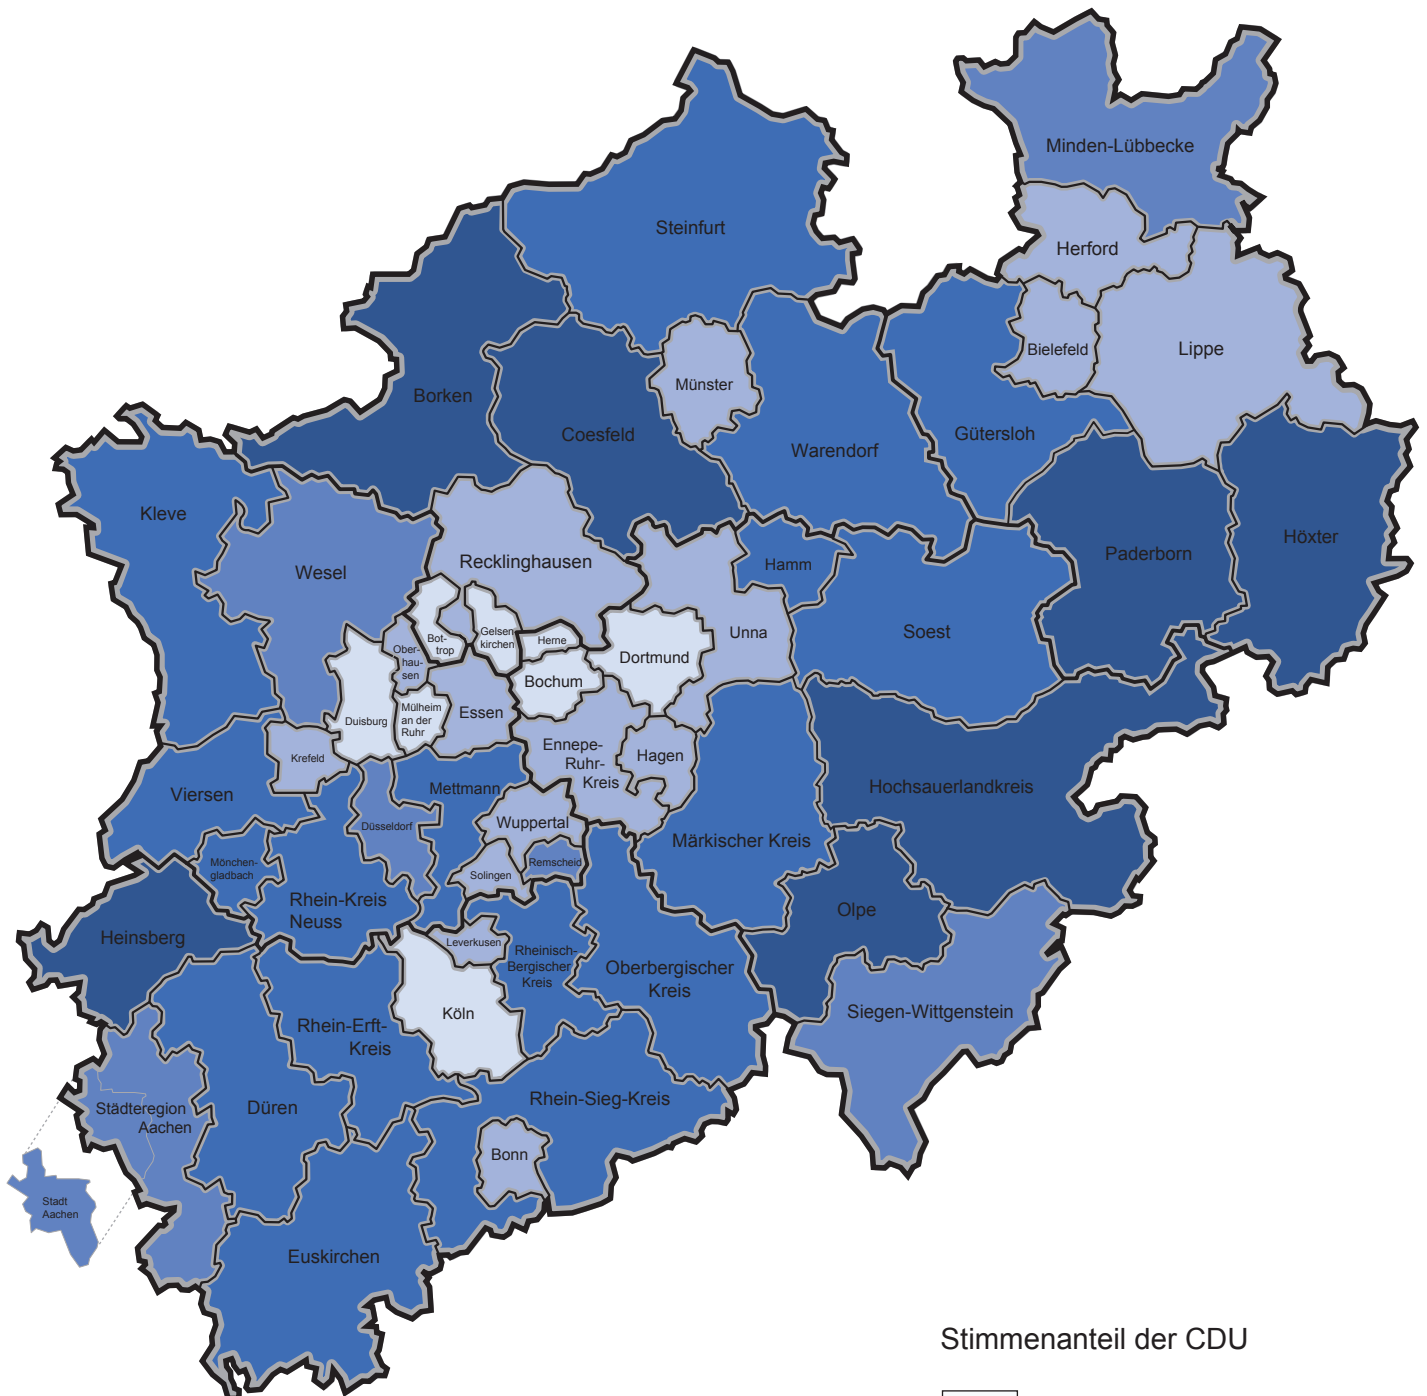 Minden-Lübbecke
Steinfurt
Herford
Bielefeld
Lippe
Münster
Borken
Coesfeld
Warendorf
Gütersloh
Kleve
Höxter
Paderborn
Recklinghausen
Hamm
Wesel
Soest
Unna
Gelsen
kirchen
Herne
Bot-
trop
Ober-
hau-
sen
Dortmund
Bochum
Essen
Mülheim
an der
Ruhr
Duisburg
Ennepe-
Ruhr-
Kreis
Hagen
Krefeld
Mettmann
Viersen
Hochsauerlandkreis
Wuppertal
Düsseldorf
Märkischer Kreis
Remscheid
Mönchen-
gladbach
Solingen
Rhein-Kreis
Neuss
Olpe
Heinsberg
Leverkusen
Rheinisch-
Bergischer
Kreis
Oberbergischer
Kreis
Köln
Siegen-Wittgenstein
Rhein-Erft-
Kreis
Rhein-Sieg-Kreis
Düren
Städteregion
Aachen
Bonn
Stadt
Aachen
Euskirchen
Stimmenanteil der CDU